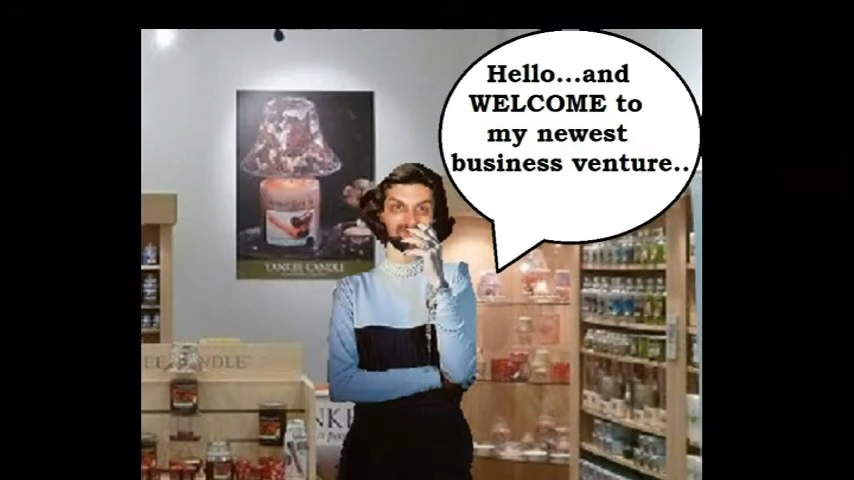 Hello...and
WELCOME to
my newest
business venture..
YANKEE CANDLE